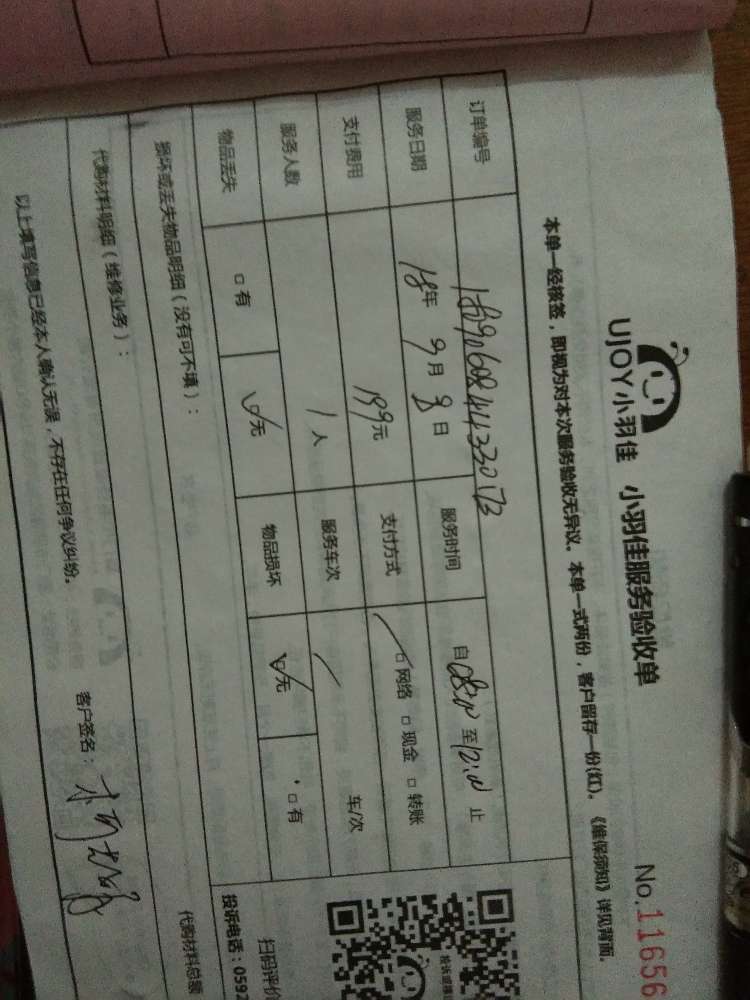 UJOY小羽佳 小羽佳服务验收单 No.11656
本单一经核签，即视为对本次服务验收无异议。本单一式两份，客户留存一份(红)。《维保须知》详见背面。
订单编号
服务日期 18年9月8日 服务时间 自08:00至12:00止
支付费用 199元 支付方式 □网络 □现金 □转账
服务人数 1人 服务车次 / 车/次
物品丢失 □有 ☑无 物品损坏 ☑无 □有
损坏或丢失物品明细（没有可不填）：
代购材料明细（维修业务）： 代购材料总额
以上填写信息已经本人确认无误，不存在任何争议纠纷。 客户签名：
扫码评价
投诉电话：0592